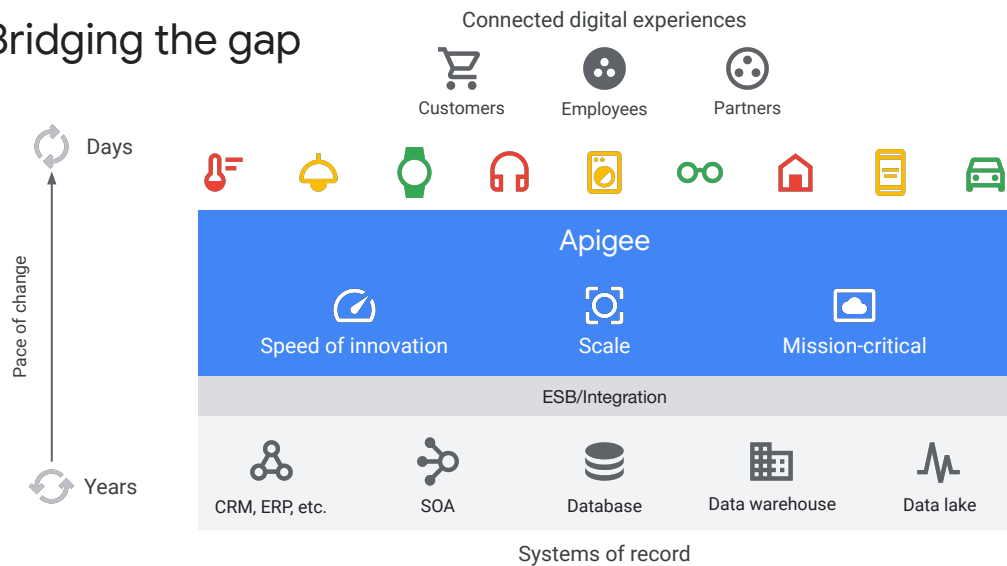 Bridging the gap
Connected digital experiences
Customers
Employees
Partners
Days
Pace of change
Apigee
Speed of innovation
Scale
Mission-critical
ESB/Integration
Years
CRM, ERP, etc.
SOA
Database
Data warehouse
Data lake
Systems of record